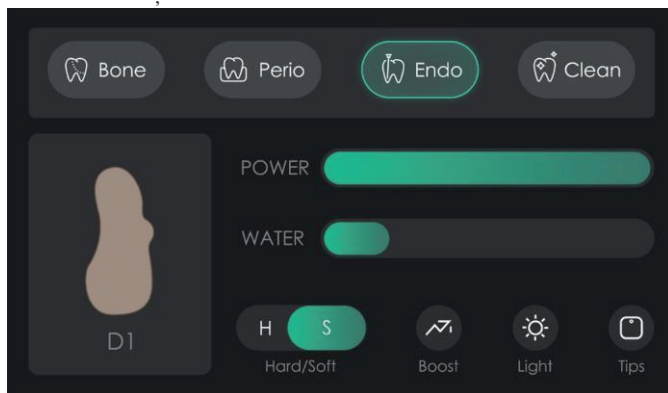 Bone Perio Endo Clean
POWER
WATER
D1
H S
Hard/Soft Boost Light Tips